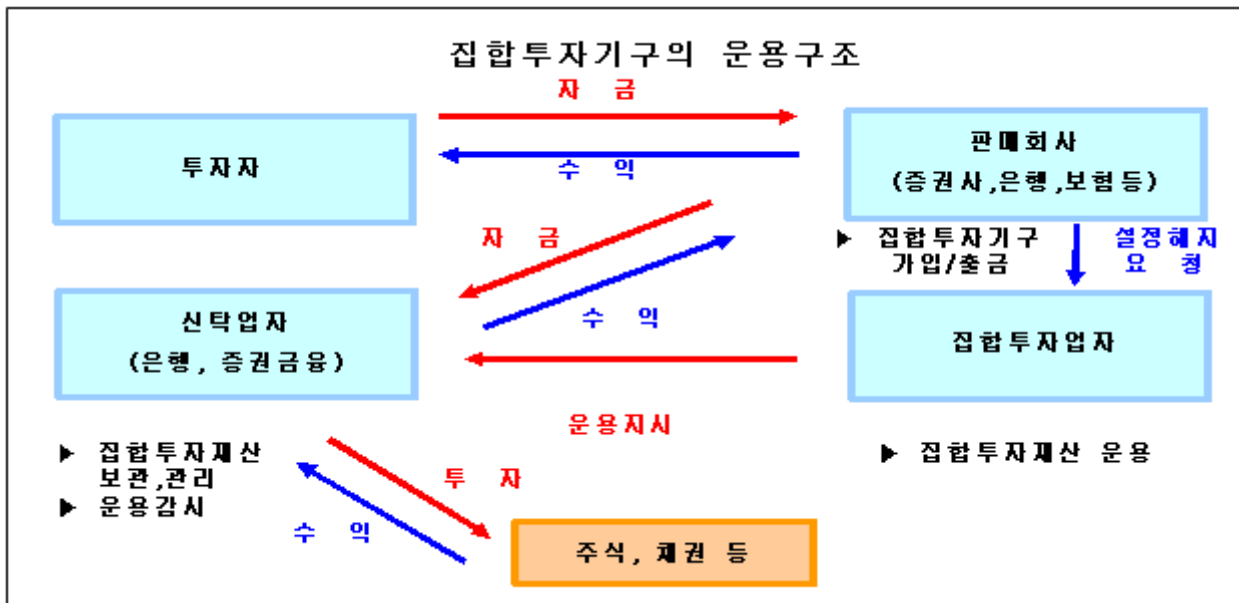 집합투자기구의 운용구조
자 금
투자자
수 익
판매회사
(증권사,은행,보험등)
자 금
▶ 집합투자기구
가입/출금
설정해지
요 청
수 익
신탁업자
(은행, 증권금융)
집합투자업자
운용지시
▶ 집합투자재산
보관,관리
▶ 운용감시
▶ 집합투자재산 운용
투 자
수 익
주식, 채권 등